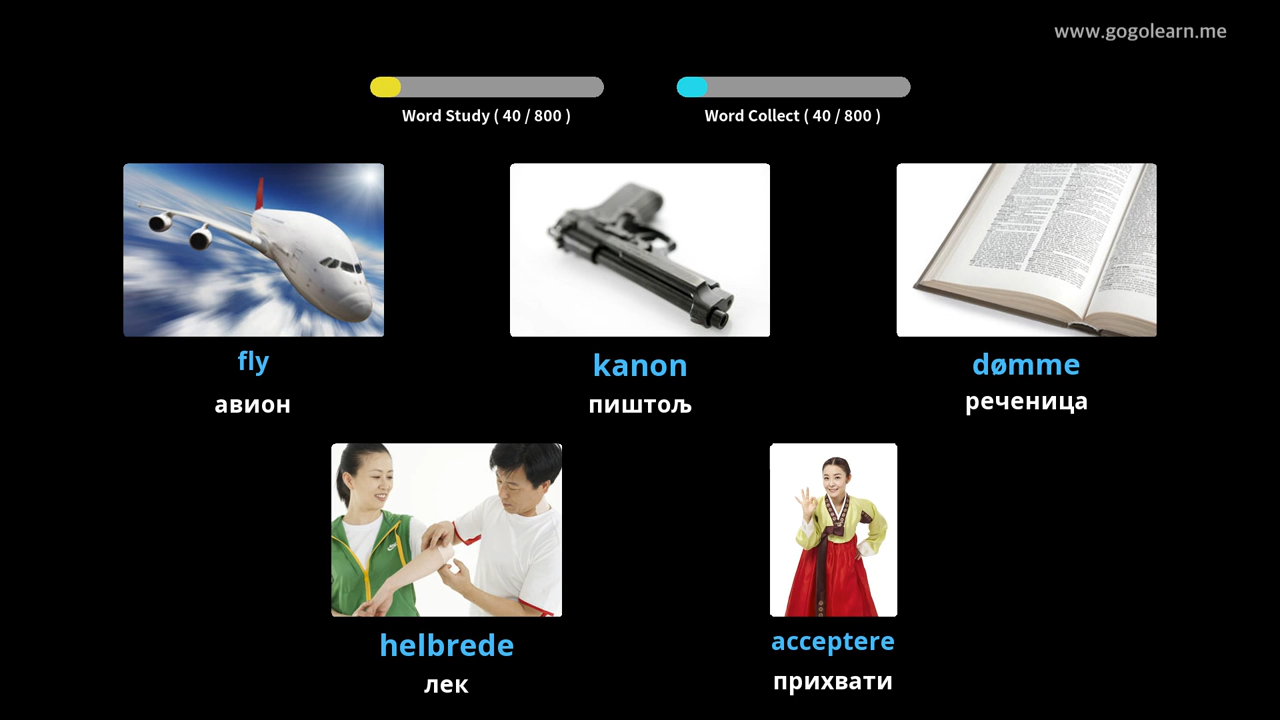 www.gogolearn.me
Word Study ( 40 / 800 )
Word Collect ( 40 / 800 )
fly
kanon
dømme
авион
пиштољ
реченица
helbrede
acceptere
лек
прихвати